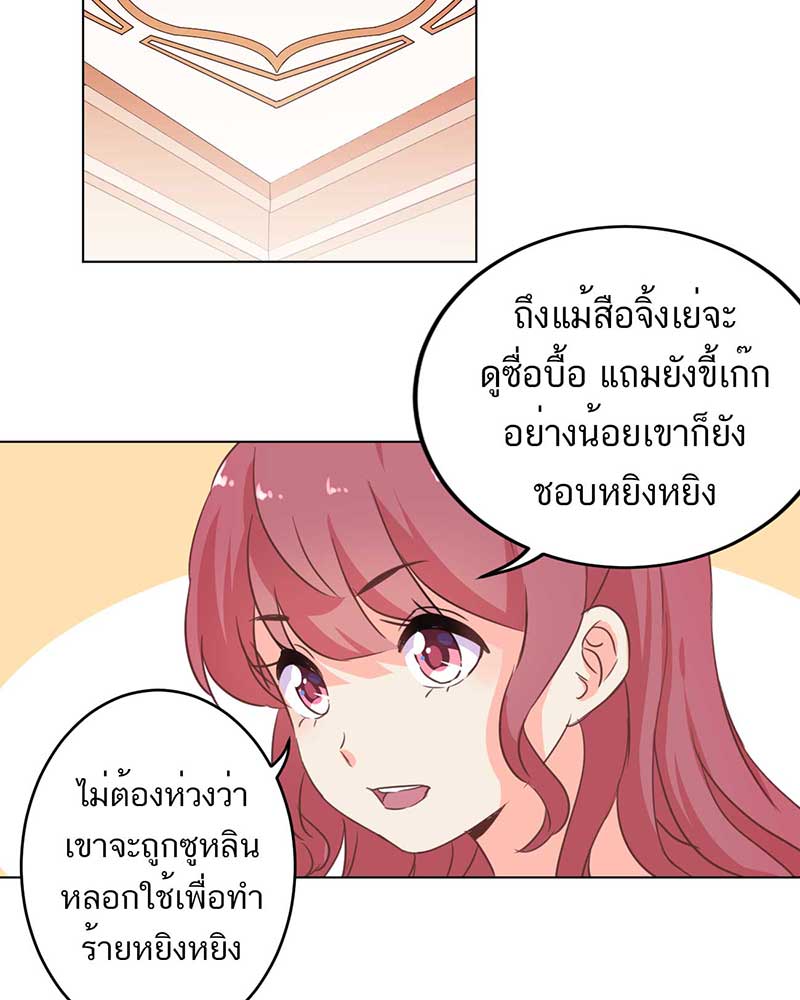 ถึงแม้สือจิ้งเย่จะ
ดูซื่อบื้อ แถมยังขี้เก๊ก
อย่างน้อยเขาก็ยัง
ชอบหยิงหยิง
ไม่ต้องห่วงว่า
เขาจะถูกซูหลิน
หลอกใช้เพื่อทำ
ร้ายหยิงหยิง